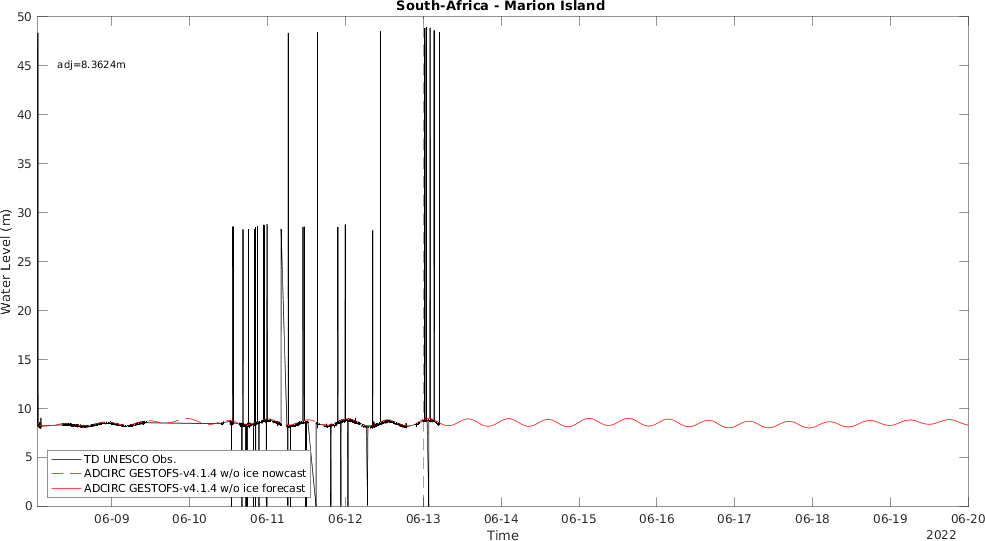 South-Africa - Marion Island
50
45
40
35
30
25
20
15
10
5
0
Water Level (m)
adj=8.3624m
TD UNESCO Obs.
ADCIRC GESTOFS-v4.1.4 w/o ice nowcast
ADCIRC GESTOFS-v4.1.4 w/o ice forecast
06-09 06-10 06-11 06-12 06-13 06-14 06-15 06-16 06-17 06-18 06-19 06-20
Time
2022